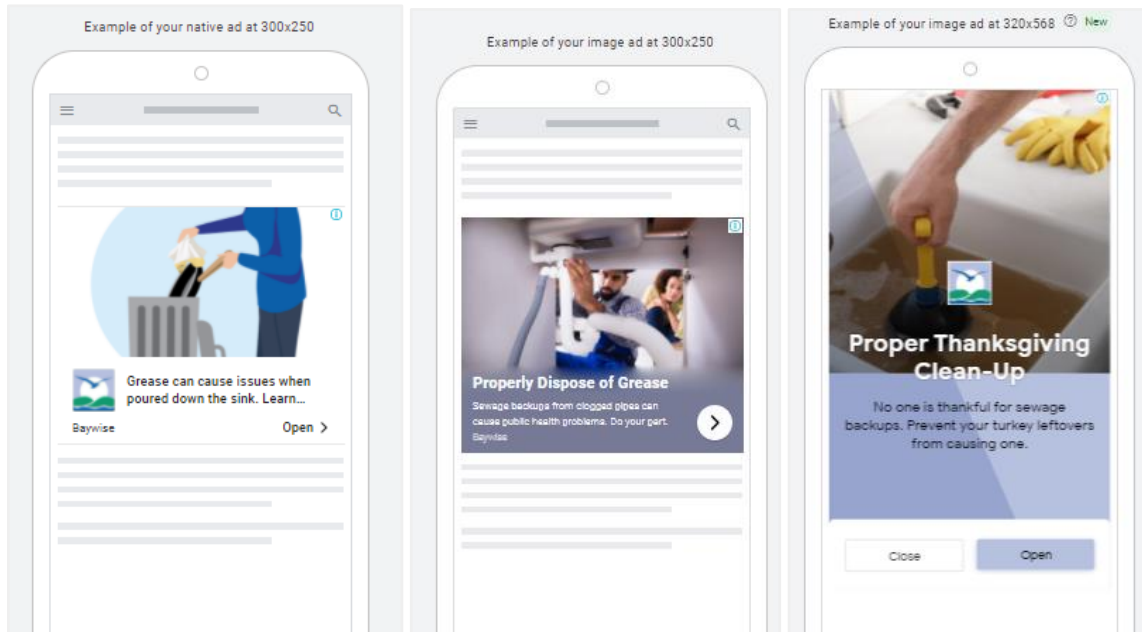 Example of your native ad at 300x250
Grease can cause issues when
poured down the sink. Learn...
Baywise
Open
Example of your image ad at 300x250
Properly Dispose of Grease
Sewage backups from clogged pipes can
cause public health problems. Do your part.
Baywise
Example of your image ad at 320x568 New
Proper Thanksgiving
Clean-Up
No one is thankful for sewage
backups. Prevent your turkey leftovers
from causing one.
Close
Open